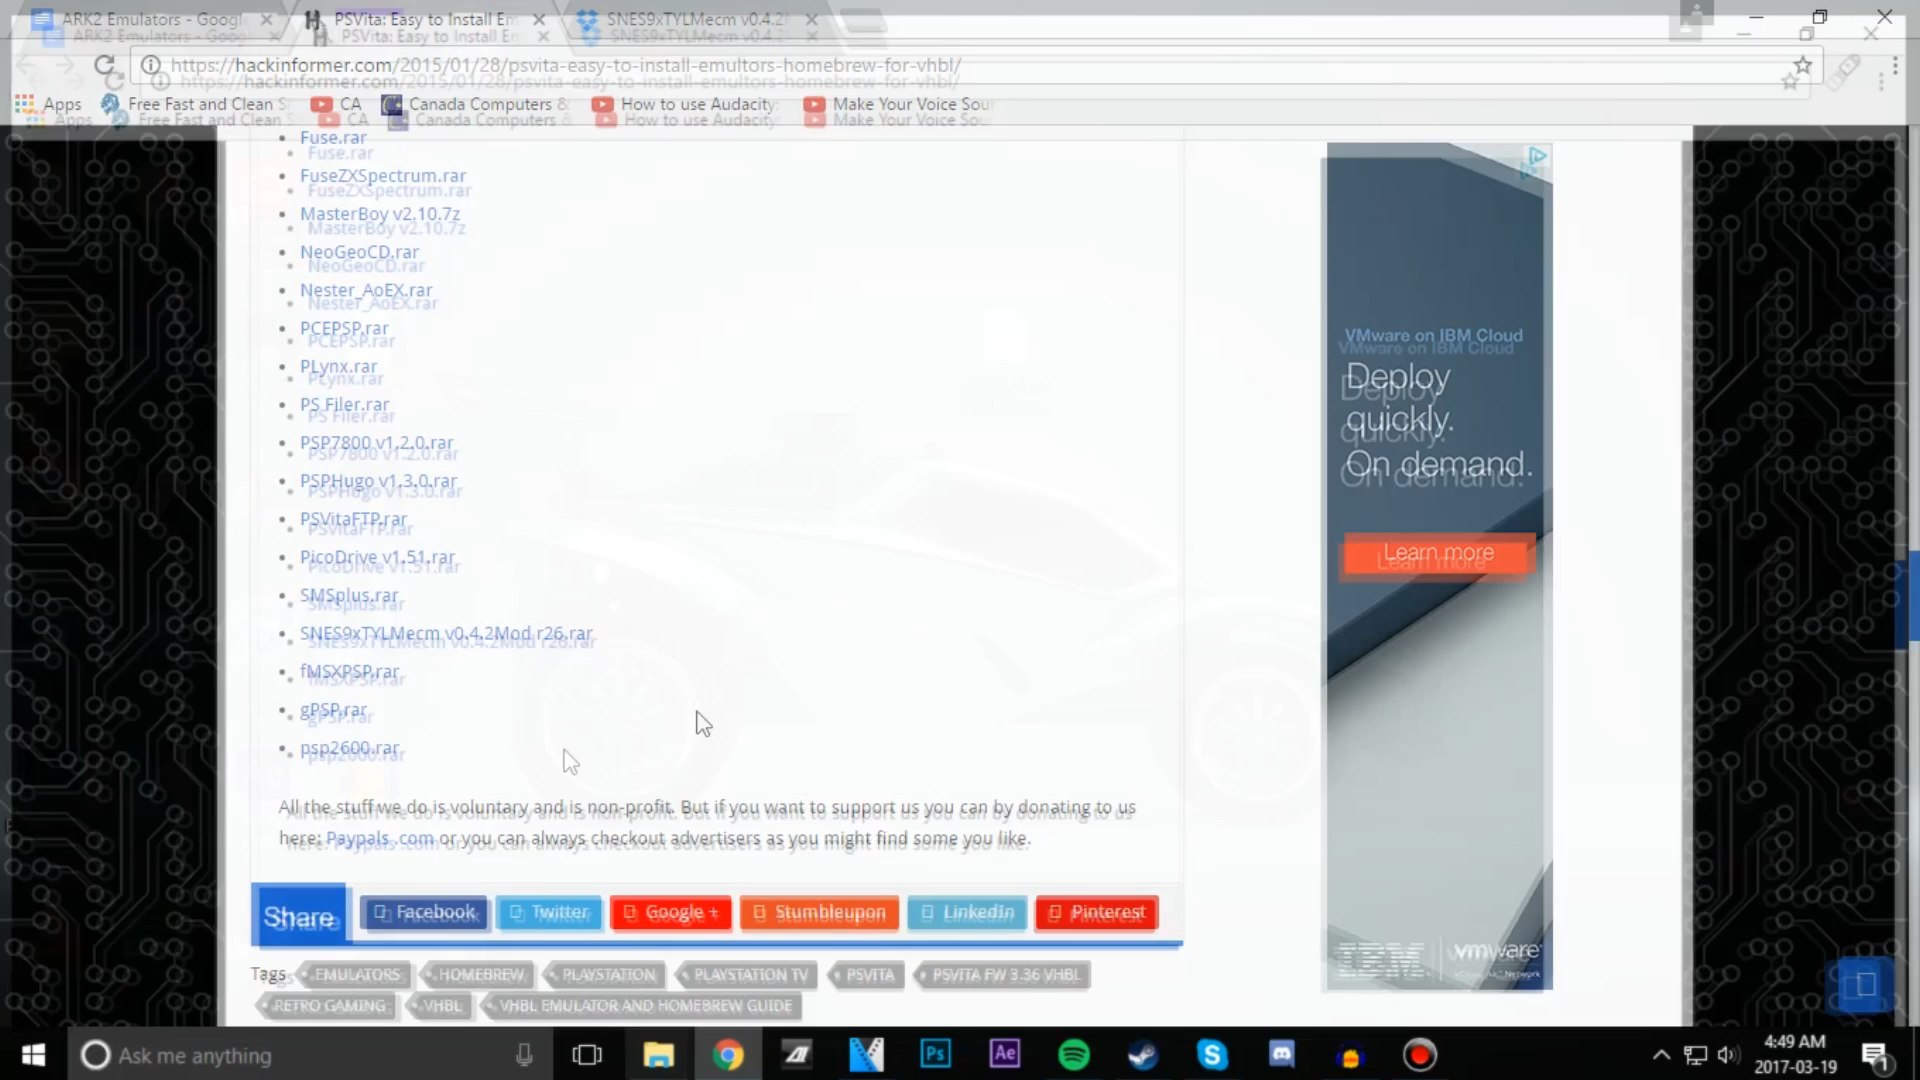 ARK2 Emulators - Google
PSVita: Easy to Install Em
SNES9xTYLMecm v0.4.2
https://hackinformer.com/2015/01/28/psvita-easy-to-install-emultors-homebrew-for-vhbl/
Apps
Free Fast and Clean S
CA
Canada Computers &
How to use Audacity:
Make Your Voice Sou
Fuse.rar
FuseZXSpectrum.rar
MasterBoy v2.10.7z
NeoGeoCD.rar
Nester_AoEX.rar
PCEPSP.rar
PLynx.rar
PS Filer.rar
PSP7800 v1.2.0.rar
PSPHugo v1.3.0.rar
PSVitaFTP.rar
PicoDrive v1.51.rar
SMSplus.rar
SNES9xTYLMecm v0.4.2Mod r26.rar
fMSXPSP.rar
gPSP.rar
psp2600.rar
All the stuff we do is voluntary and is non-profit. But if you want to support us you can by donating to us
here: Paypals .com or you can always checkout advertisers as you might find some you like.
Share
Facebook
Twitter
Google +
Stumbleupon
LinkedIn
Pinterest
Tags
EMULATORS
HOMEBREW
PLAYSTATION
PLAYSTATION TV
PSVITA
PSVITA FW 3.36 VHBL
RETRO GAMING
VHBL
VHBL EMULATOR AND HOMEBREW GUIDE
VMware on IBM Cloud
Deploy
quickly.
On demand.
Learn more
IBM
vmware
Ask me anything
Ps
Ae
4:49 AM
2017-03-19
1